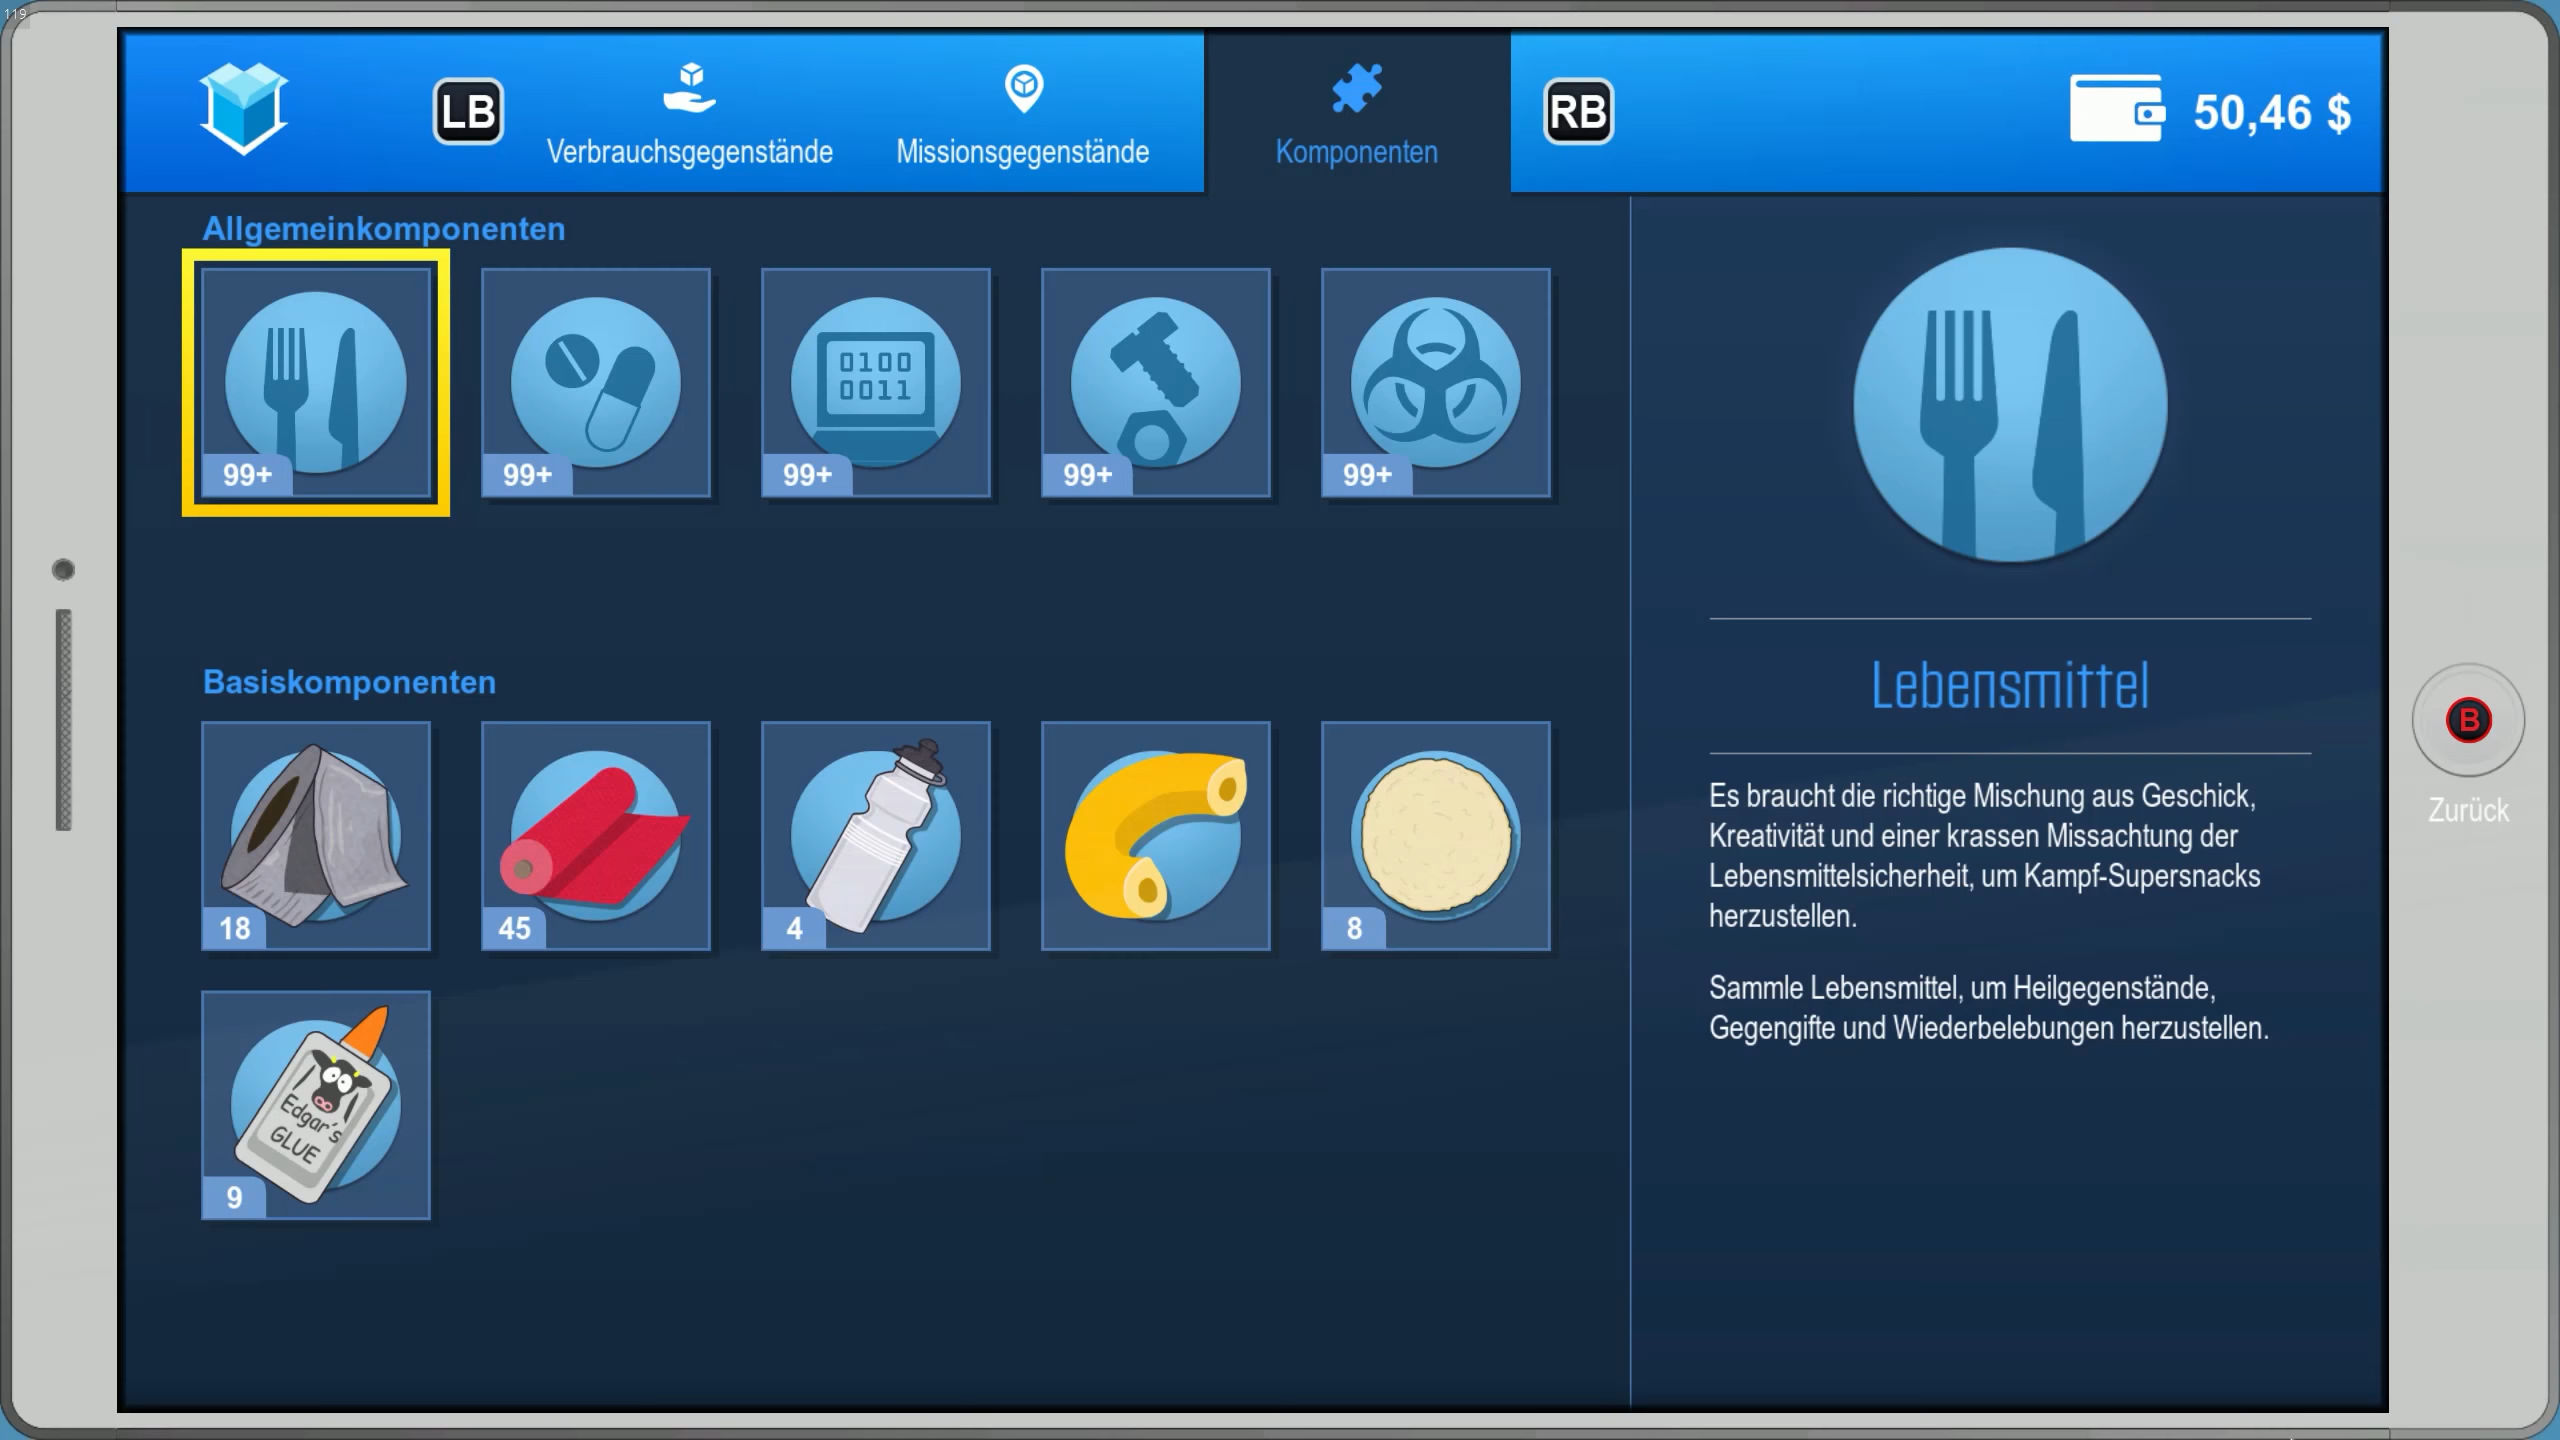 119
LB
Verbrauchsgegenstände
Missionsgegenstände
Komponenten
RB
50,46 $
Allgemeinkomponenten
0100
0011
99+
99+
99+
99+
99+
Basiskomponenten
18
45
4
8
Edgar's
GLUE
9
Lebensmittel
Es braucht die richtige Mischung aus Geschick,
Kreativität und einer krassen Missachtung der
Lebensmittelsicherheit, um Kampf-Supersnacks
herzustellen.
Sammle Lebensmittel, um Heilgegenstände,
Gegengifte und Wiederbelebungen herzustellen.
B
Zurück